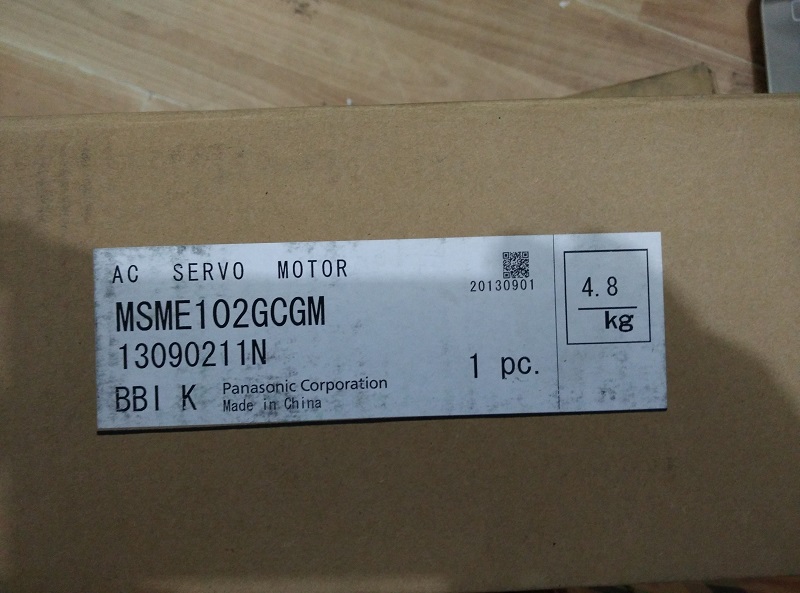 AC SERVO MOTOR
20130901
MSME102GCGM
13090211N
1 pc.
BBI K
Panasonic Corporation
Made in China
4.8
kg